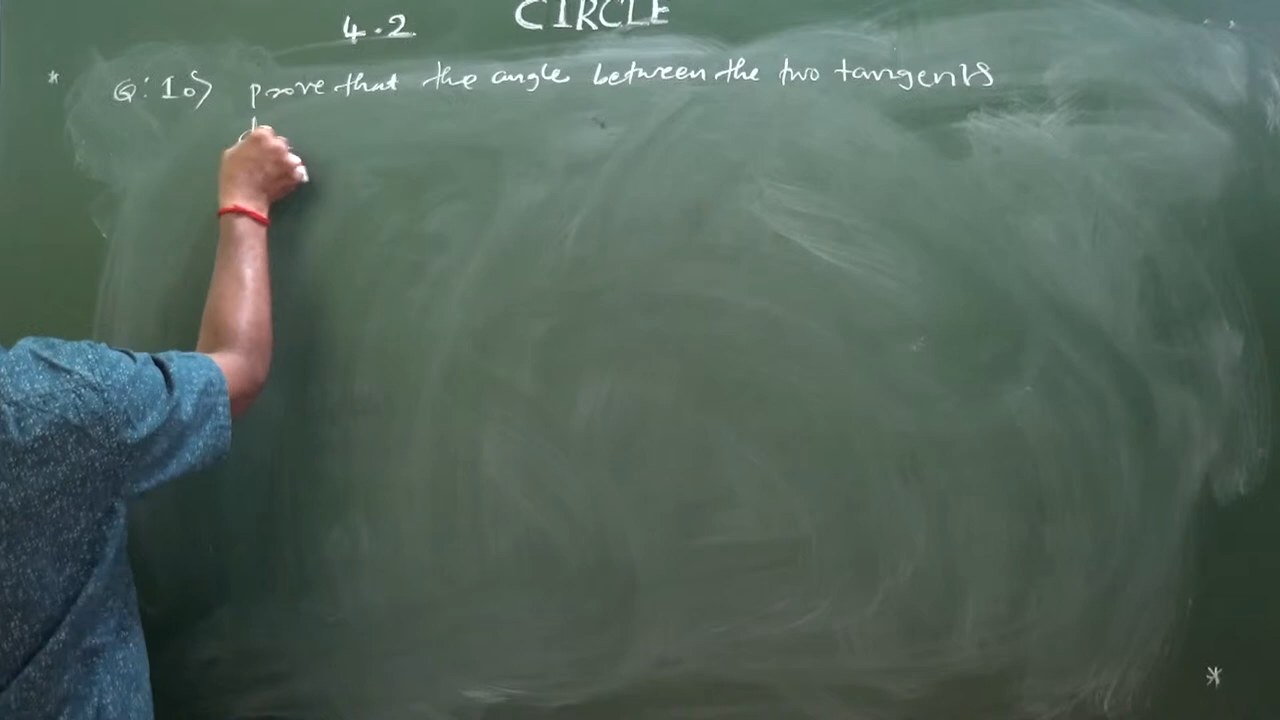 4.2 CIRCLE
* Q: 10) prove that the angle between the two tangents
d
*